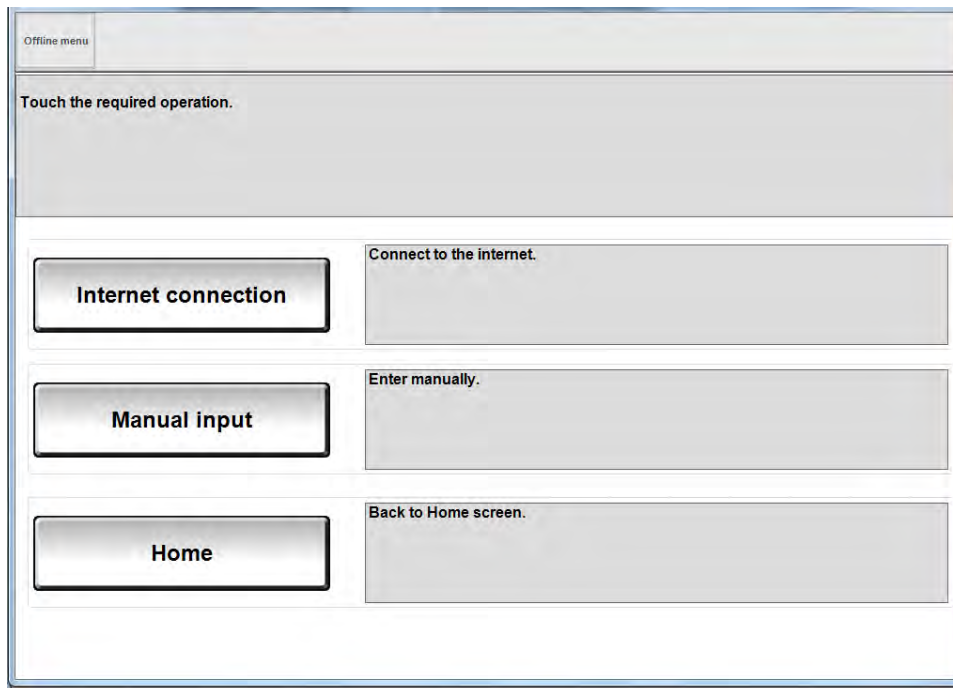 Offline menu
Touch the required operation.
Internet connection
Connect to the internet.
Manual input
Enter manually.
Home
Back to Home screen.